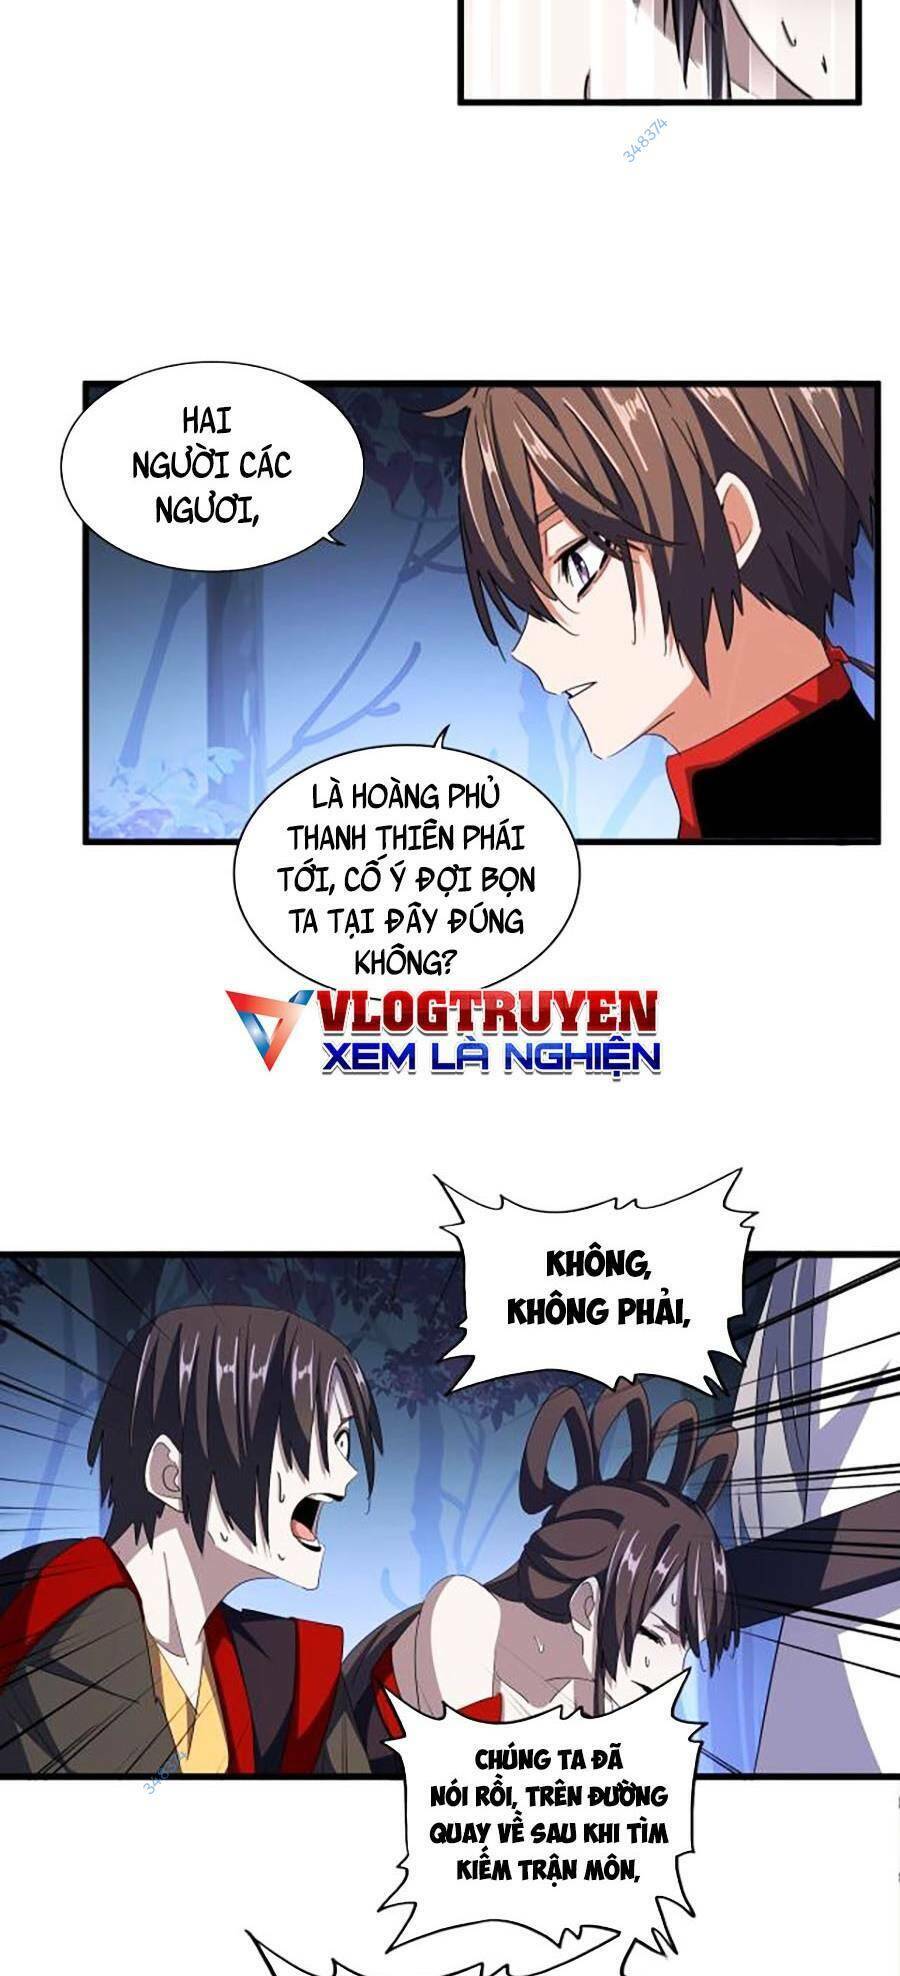 348374
HAI
NGƯỜI CÁC
NGƯƠI,
LÀ HOÀNG PHỦ
THANH THIÊN PHÁI
TỚI, CỐ Ý ĐỢI BỌN
TA TẠI ĐÂY ĐÚNG
KHÔNG?
VLOGTRUYEN
XEM LÀ NGHIỆN
KHÔNG,
KHÔNG PHẢI,
CHÚNG TA ĐÃ
NÓI RỒI, TRÊN ĐƯỜNG
QUAY VỀ SAU KHI TÌM
KIẾM TRẬN MÔN,
348374